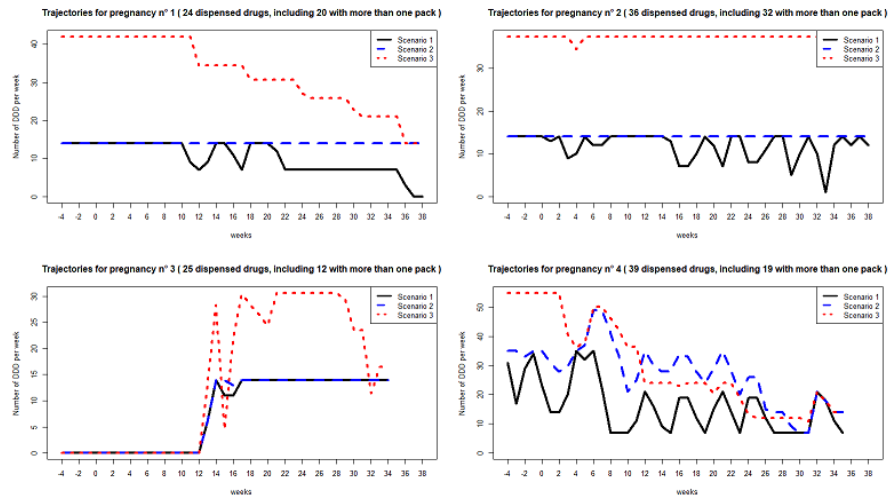 Trajectories for pregnancy n° 1 ( 24 dispensed drugs, including 20 with more than one pack )
Number of DDD per week
40
30
20
10
0
Scenario 1
Scenario 2
Scenario 3
-4 -2 0 2 4 6 8 10 12 14 16 18 20 22 24 26 28 30 32 34 36 38
weeks
Trajectories for pregnancy n° 2 ( 36 dispensed drugs, including 32 with more than one pack )
Number of DDD per week
30
20
10
0
Scenario 1
Scenario 2
Scenario 3
-4 -2 0 2 4 6 8 10 12 14 16 18 20 22 24 26 28 30 32 34 36 38
weeks
Trajectories for pregnancy n° 3 ( 25 dispensed drugs, including 12 with more than one pack )
Number of DDD per week
30
25
20
15
10
5
0
Scenario 1
Scenario 2
Scenario 3
-4 -2 0 2 4 6 8 10 12 14 16 18 20 22 24 26 28 30 32 34 36 38
weeks
Trajectories for pregnancy n° 4 ( 39 dispensed drugs, including 19 with more than one pack )
Number of DDD per week
50
40
30
20
10
0
Scenario 1
Scenario 2
Scenario 3
-4 -2 0 2 4 6 8 10 12 14 16 18 20 22 24 26 28 30 32 34 36 38
weeks